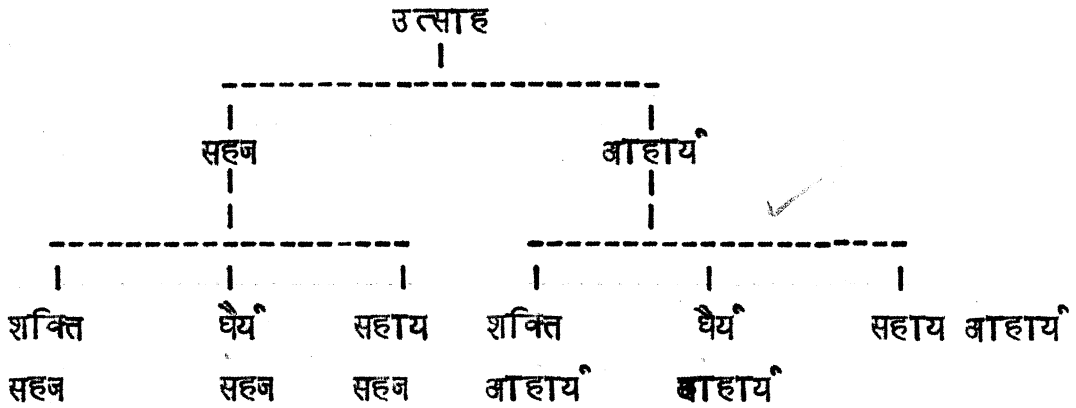 उत्साह
सहज आहार्य
शक्ति धैर्य सहाय शक्ति धैर्य सहाय आहार्य
सहज सहज सहज आहार्य आहार्य